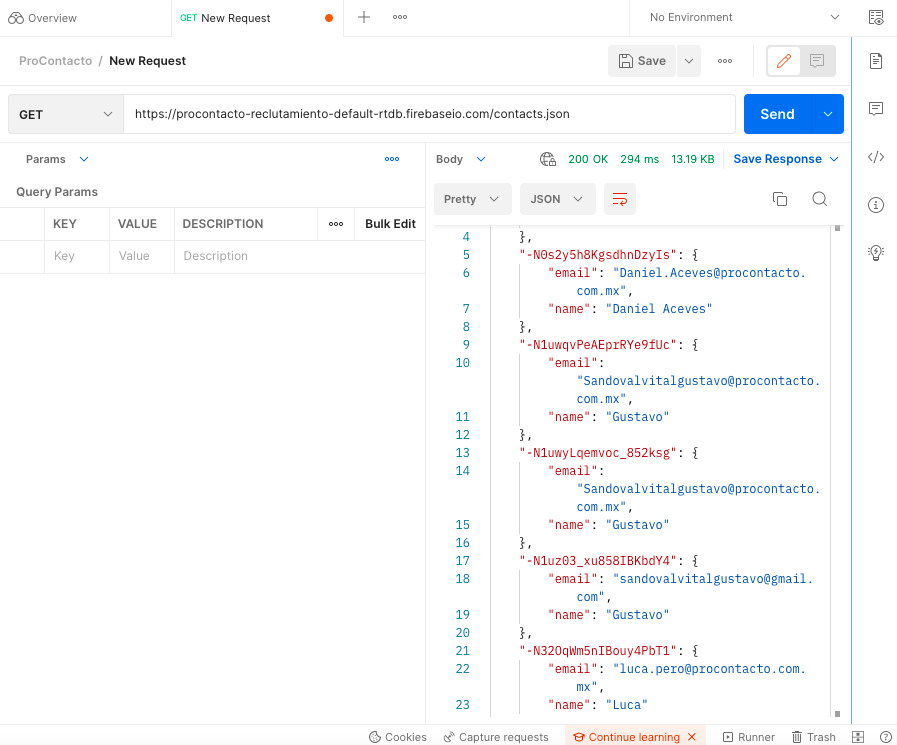 Overview
GET New Request
No Environment
ProContacto / New Request
Save
GET
https://procontacto-reclutamiento-default-rtdb.firebaseio.com/contacts.json
Send
Params
Query Params
KEY VALUE DESCRIPTION Bulk Edit
Key Value Description
Body 200 OK 294 ms 13.19 KB Save Response
Pretty JSON
4 },
5 "-N0s2y5h8KgsdhnDzyIs": {
6 "email": "Daniel.Aceves@procontacto.
com.mx",
7 "name": "Daniel Aceves"
8 },
9 "-N1uwqvPeAEprRYe9fUc": {
10 "email":
"Sandovalvitalgustavo@procontacto.
com.mx",
11 "name": "Gustavo"
12 },
13 "-N1uwyLqemvoc_852ksg": {
14 "email":
"Sandovalvitalgustavo@procontacto.
com.mx",
15 "name": "Gustavo"
16 },
17 "-N1uz03_xu858IBKbdY4": {
18 "email": "sandovalvitalgustavo@gmail.
com",
19 "name": "Gustavo"
20 },
21 "-N32OqWm5nIBouy4PbT1": {
22 "email": "luca.pero@procontacto.com.
mx",
23 "name": "Luca"
Cookies Capture requests Continue learning Runner Trash